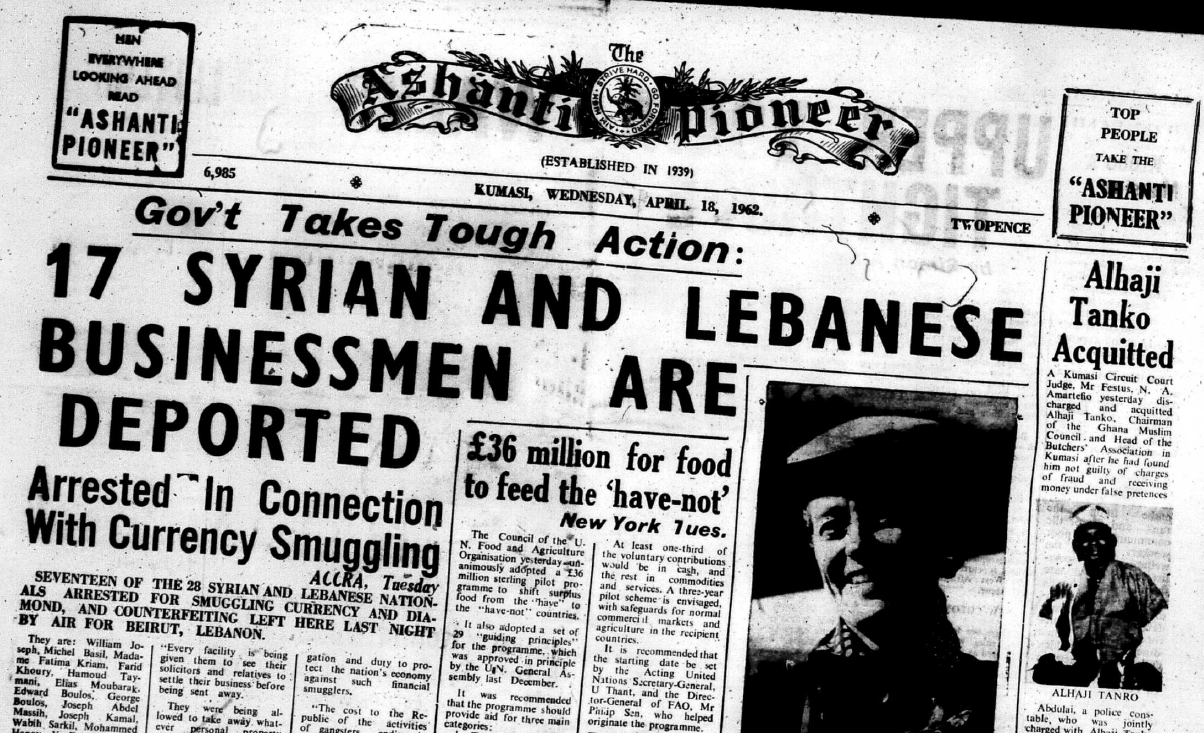 MEN
EVERYWHERE
LOOKING AHEAD
READ
"ASHANTI
PIONEER"
The
Ashanti Pioneer
AIM HIGH · STRIVE HARD · GO FORWARD
(ESTABLISHED IN 1939)
TOP
PEOPLE
TAKE THE
"ASHANTI
PIONEER"
6,985
KUMASI, WEDNESDAY, APRIL 18, 1962.
TWOPENCE
Gov't Takes Tough Action:
17 SYRIAN AND LEBANESE
BUSINESSMEN ARE
DEPORTED
Arrested In Connection
With Currency Smuggling
ACCRA, Tuesday
SEVENTEEN OF THE 28 SYRIAN AND LEBANESE NATION-
ALS ARRESTED FOR SMUGGLING CURRENCY AND DIA-
MOND, AND COUNTERFEITING LEFT HERE LAST NIGHT
BY AIR FOR BEIRUT, LEBANON.
They are: William Jo-
seph, Michel Basil, Mada-
me Fatima Kriam, Farid
Khoury, Hamoud Tay-
mani, Elias Moubarak,
Edward Boulos, George
Boulos, Joseph Abdel
Massih, Joseph Kamal,
Wabih Sarkil, Mohammed
"Every facility is being
given them to see their
solicitors and relatives to
settle their business before
being sent away.
They were being al-
lowed to take away what-
ever personal property
gation and duty to pro-
tect the nation's economy
against such financial
smugglers.
"The cost to the Re-
public of the activities
of gangsters
£36 million for food
to feed the 'have-not'
New York Tues.
The Council of the U.
N. Food and Agriculture
Organisation yesterday un-
animously adopted a £36
million sterling pilot pro-
gramme to shift surplus
food from the "have" to
the "have-not" countries.
It also adopted a set of
29 "guiding principles"
for the programme, which
was approved in principle
by the U.N. General As-
sembly last December.
It was recommended
that the programme should
provide aid for three main
categories:
At least one-third of
the voluntary contributions
would be in cash, and
the rest in commodities
and services. A three-year
pilot scheme is envisaged,
with safeguards for normal
commercial markets and
agriculture in the recipient
countries.
It is recommended that
the starting date be set
by the Acting United
Nations Secretary-General,
U Thant, and the Direc-
tor-General of FAO, Mr
Sen, who helped
originate the programme.
Alhaji
Tanko
Acquitted
A Kumasi Circuit Court
Judge, Mr Festus, N. A.
Amartefio yesterday dis-
charged and acquitted
Alhaji Tanko, Chairman
of the Ghana Muslim
Council and Head of the
Butchers' Association in
Kumasi after he had found
him not guilty of charges
of fraud and receiving
money under false pretences
ALHAJI TANRO
Abdulai, a police cons-
table, who was jointly
charged with Alhaji